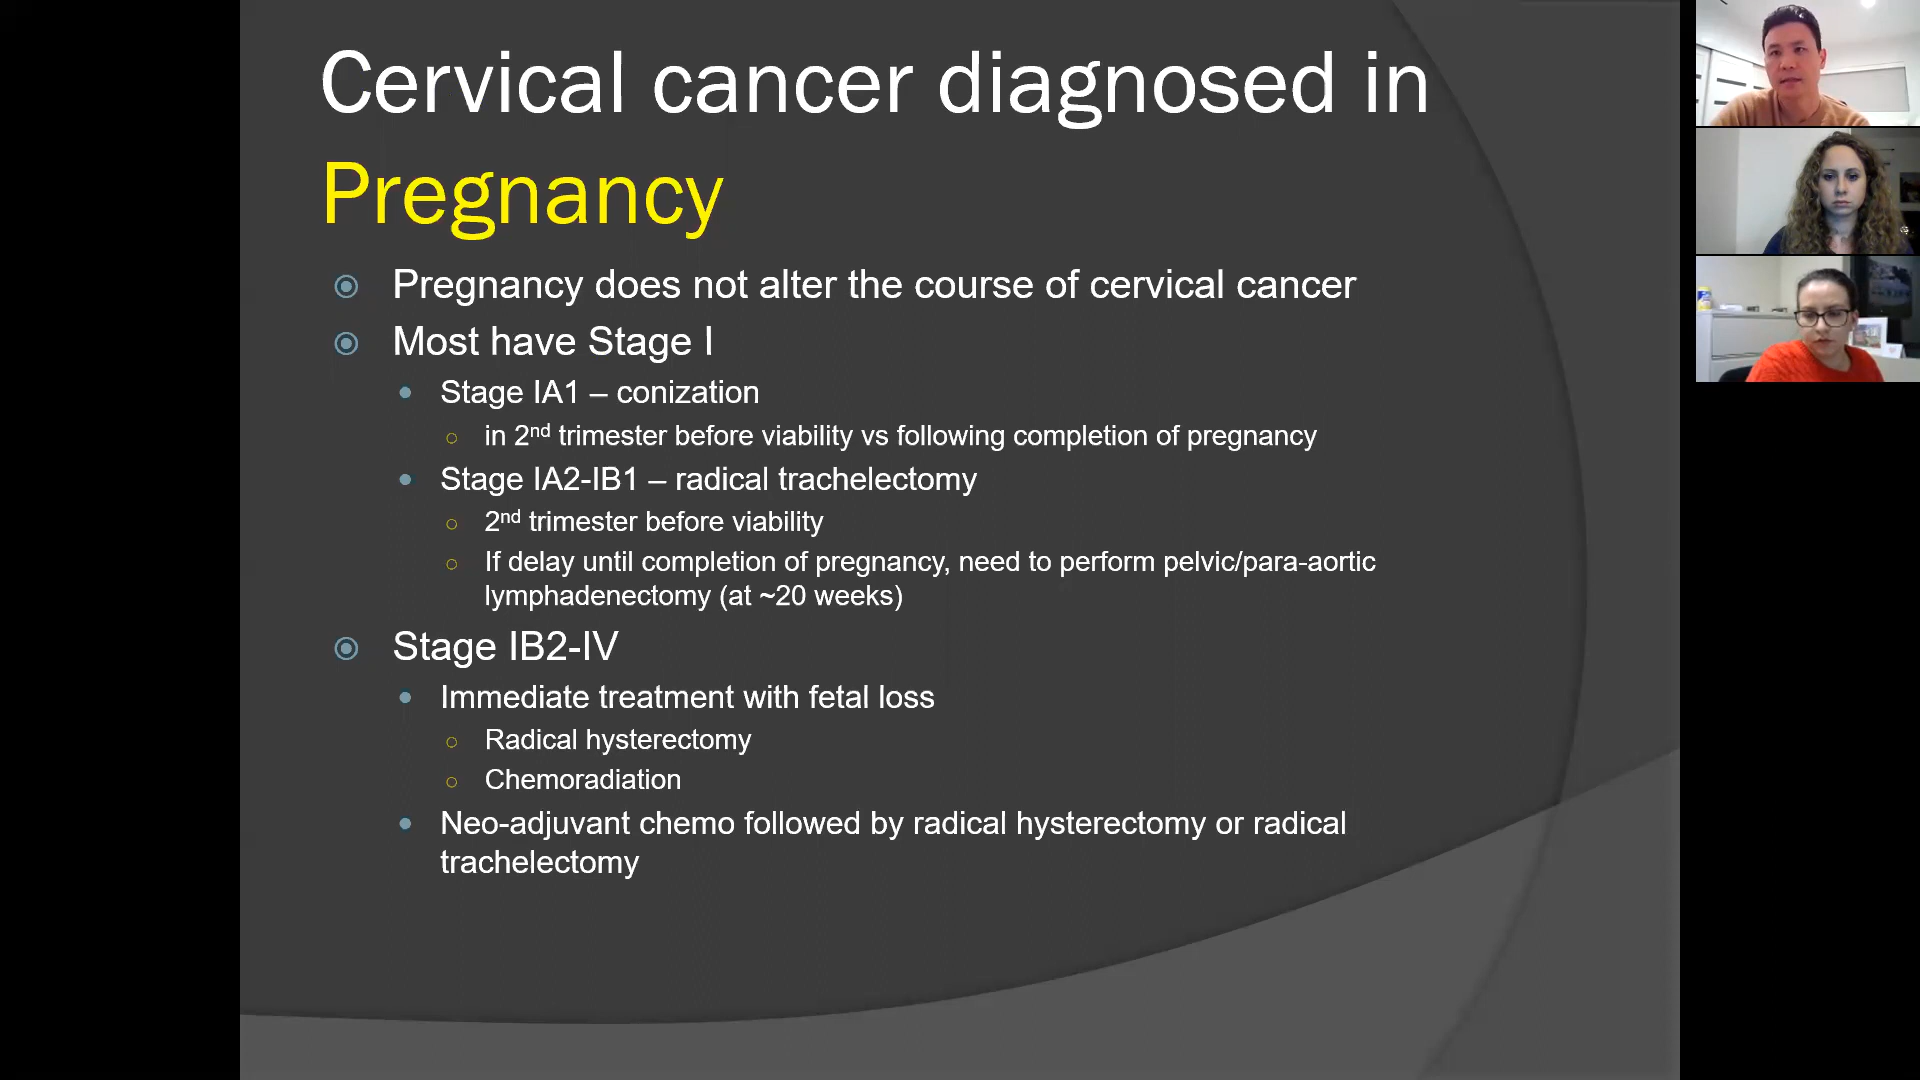 Cervical cancer diagnosed in
Pregnancy
Pregnancy does not alter the course of cervical cancer
Most have Stage I
Stage IA1 – conization
in 2nd trimester before viability vs following completion of pregnancy
Stage IA2-IB1 – radical trachelectomy
2nd trimester before viability
If delay until completion of pregnancy, need to perform pelvic/para-aortic
lymphadenectomy (at ~20 weeks)
Stage IB2-IV
Immediate treatment with fetal loss
Radical hysterectomy
Chemoradiation
Neo-adjuvant chemo followed by radical hysterectomy or radical
trachelectomy